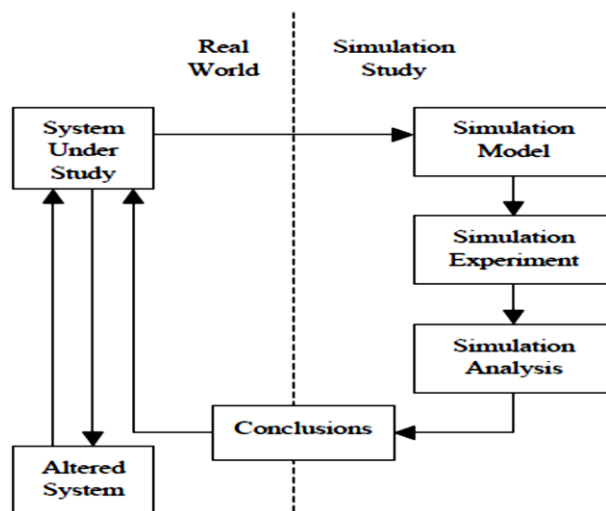 Real
World
Simulation
Study
System
Under
Study
Simulation
Model
Simulation
Experiment
Simulation
Analysis
Conclusions
Altered
System